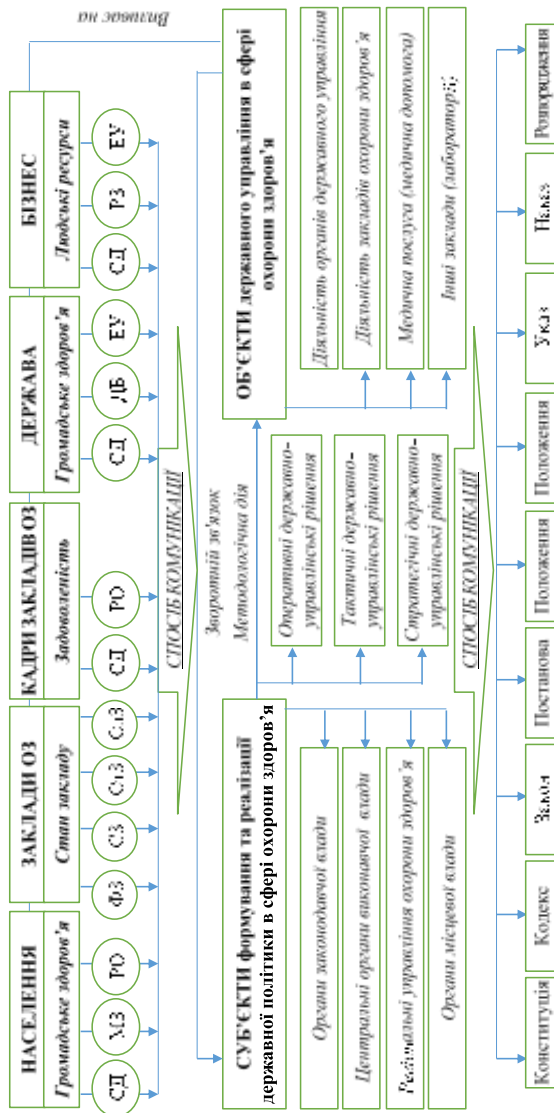 НАСЕЛЕННЯ
Громадське здоров'я
СД
МЗ
РО
ЗАКЛАДИ ОЗ
Стан закладу
ФЗ
СЗ
КАДРИ ЗАКЛАДІВ ОЗ
Задоволеність
СД
РО
ДЕРЖАВА
Громадське здоров'я
СД
ДБ
ЕУ
БІЗНЕС
Людські ресурси
СД
РЗ
ЕУ
Впливає на
СПОСІБ КОМУНІКАЦІЇ
Зворотній зв'язок
Методологічна дія
СУБ'ЄКТИ формування та реалізації
державної політики в сфері охорони здоров'я
ОБ'ЄКТИ державного управління в сфері
охорони здоров'я
Органи законодавчої влади
Центральні органи виконавчої влади
Регіональні управління охорони здоров'я
Органи місцевої влади
Оперативні державно-
управлінські рішення
Тактичні державно-
управлінські рішення
Стратегічні державно-
управлінські рішення
Діяльність органів державного управління
Діяльність закладів охорони здоров'я
Медична послуга (медична допомога)
Інші заклади (лабораторії)
СПОСІБ КОМУНІКАЦІЇ
Конституція
Кодекс
Закон
Постанова
Положення
Положення
Указ
Наказ
Розпорядження